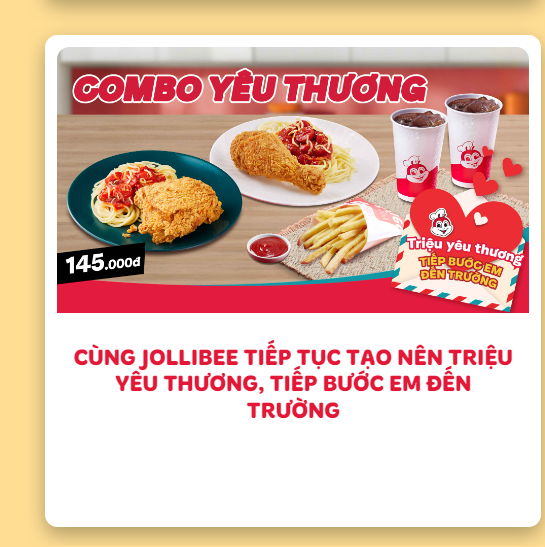 COMBO YÊU THƯƠNG
145.000đ
Triệu yêu thương
TIẾP BƯỚC EM
ĐẾN TRƯỜNG
CÙNG JOLLIBEE TIẾP TỤC TẠO NÊN TRIỆU
YÊU THƯƠNG, TIẾP BƯỚC EM ĐẾN
TRƯỜNG